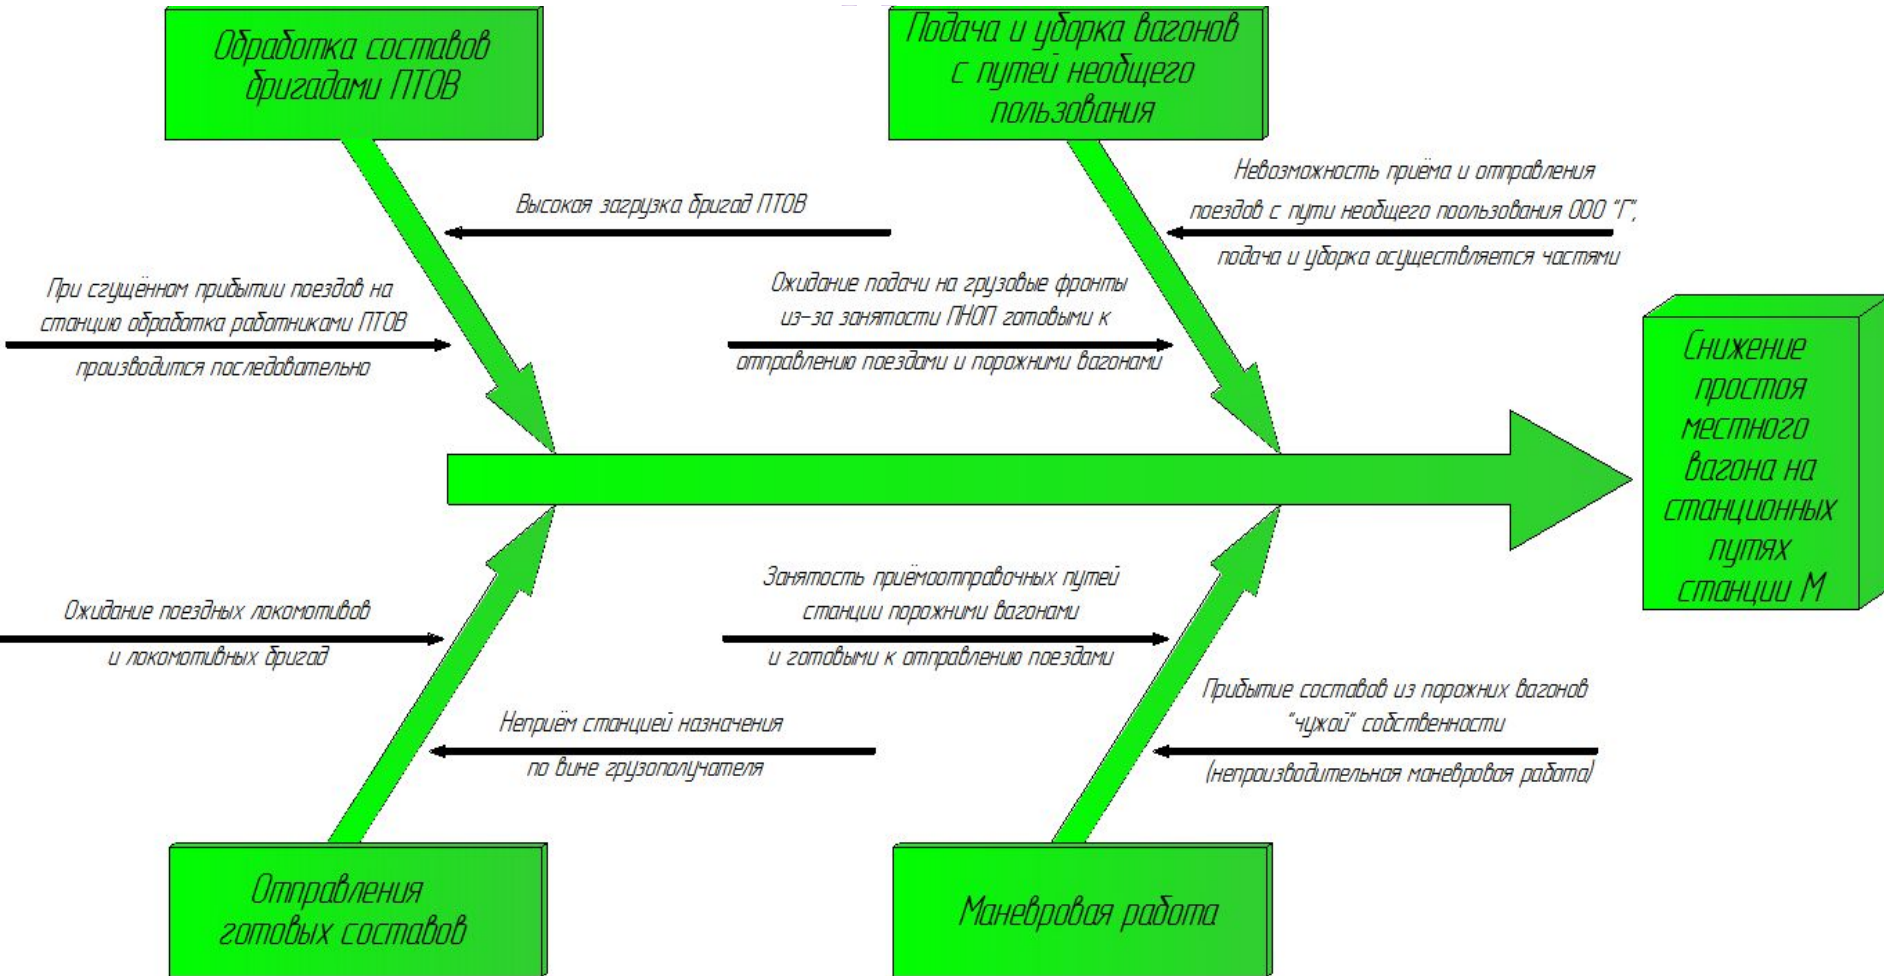 Обработка составов
бригадами ПТОВ
Подача и уборка вагонов
с путей необщего
пользования
Высокая загрузка бригад ПТОВ
Невозможность приёма и отправления
поездов с пути необщего поользования ООО "Г",
подача и уборка осуществляется частями
При сгущённом прибытии поездов на
станцию обработка работниками ПТОВ
производится последовательно
Ожидание подачи на грузовые фронты
из-за занятости ПНОП готовыми к
отправлению поездами и порожними вагонами
Снижение
простоя
местного
вагона на
станционных
путях
станции М
Ожидание поездных локомотивов
и локомотивных бригад
Занятость приёмоотправочных путей
станции порожними вагонами
и готовыми к отправлению поездами
Неприём станцией назначения
по вине грузополучателя
Прибытие составов из порожних вагонов
"чужой" собственности
(непроизводительная маневровая работа)
Отправления
готовых составов
Маневровая работа